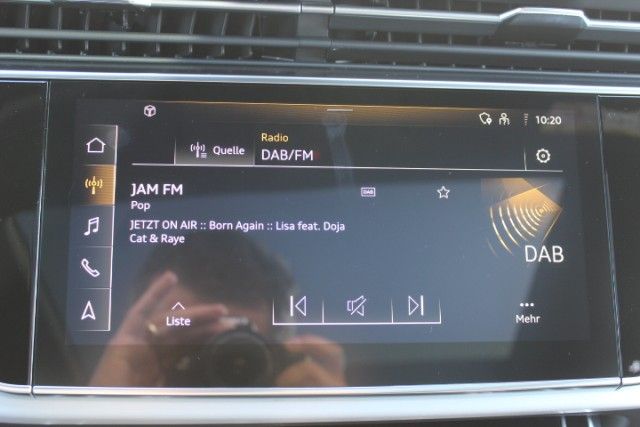 10:20
Radio
Quelle
DAB/FM
JAM FM
DAB
Pop
JETZT ON AIR :: Born Again :: Lisa feat. Doja
Cat & Raye
DAB
Liste
Mehr